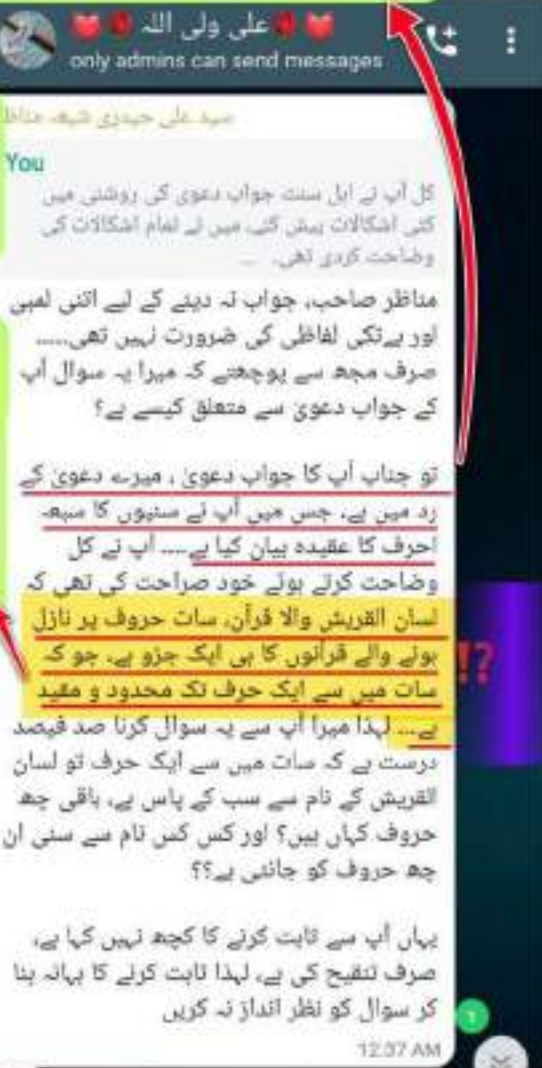 علی ولی اللہ
only admins can send messages
سید علی حیدری شیعہ
You
کل آپ نے اہل سنت جواب دعوی کی روشنی میں
کئی اشکالات پیش کئے، میں نے تمام اشکالات کی
وضاحت کردی تھی۔ ...
مناظر صاحب، جواب نہ دینے کے لیے اتنی لمبی
اور بےتکی لفاظی کی ضرورت نہیں تھی.....
صرف مجھ سے پوچھتے کہ میرا یہ سوال آپ
کے جواب دعویٰ سے متعلق کیسے ہے؟
تو جناب آپ کا جواب دعویٰ ، میرے دعویٰ کے
رد میں ہے، جس میں آپ نے سنیوں کا سبعہ
احرف کا عقیدہ بیان کیا ہے.... آپ نے کل
وضاحت کرتے ہوئے خود صراحت کی تھی کہ
لسان القریش والا قرآن، سات حروف پر نازل
ہونے والے قرآنوں کا ہی ایک جزو ہے، جو کہ
سات میں سے ایک حرف تک محدود و مقید
ہے... لہذا میرا آپ سے یہ سوال کرنا صد فیصد
درست ہے کہ سات میں سے ایک حرف تو لسان
القریش کے نام سے سب کے پاس ہے، باقی چھ
حروف کہاں ہیں؟ اور کس کس نام سے سنی ان
چھ حروف کو جانتی ہے؟؟
یہاں آپ سے ثابت کرنے کا کچھ نہیں کہا ہے،
صرف تنقیح کی ہے، لہذا ثابت کرنے کا بہانہ بنا
کر سوال کو نظر انداز نہ کریں
12:37 AM
!?